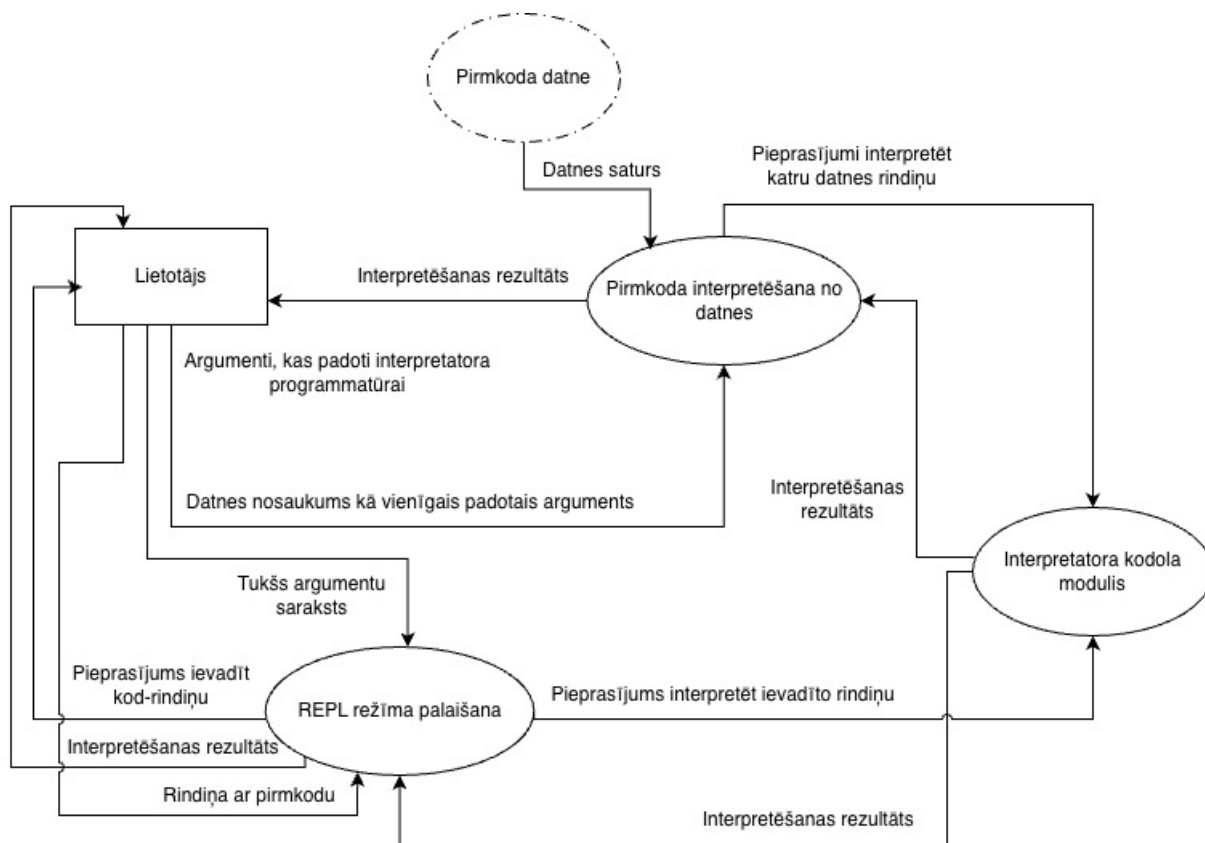 Pirmkoda datne
Datnes saturs
Pieprasījumi interpretēt
katru datnes rindiņu
Lietotājs
Interpretēšanas rezultāts
Pirmkoda interpretēšana no
datnes
Argumenti, kas padoti interpretatora
programmatūrai
Datnes nosaukums kā vienīgais padotais arguments
Interpretēšanas
rezultāts
Interpretatora kodola
modulis
Tukšs argumentu
saraksts
Pieprasījums ievadīt
kod-rindiņu
REPL režīma palaišana
Pieprasījums interpretēt ievadīto rindiņu
Interpretēšanas rezultāts
Rindiņa ar pirmkodu
Interpretēšanas rezultāts